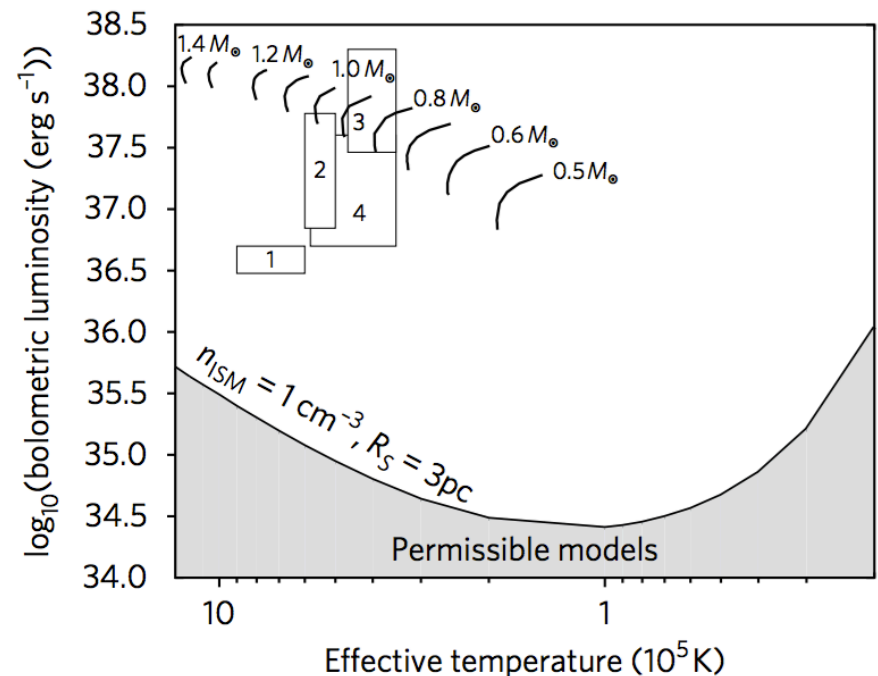 38.5
38.0
37.5
37.0
36.5
36.0
35.5
35.0
34.5
34.0
log₁₀(bolometric luminosity (erg s⁻¹))
1.4 M⊙
1.2 M⊙
1.0 M⊙
0.8 M⊙
0.6 M⊙
0.5 M⊙
3
2
4
1
n_ISM = 1 cm⁻³, R_S = 3pc
Permissible models
10 1
Effective temperature (10⁵ K)